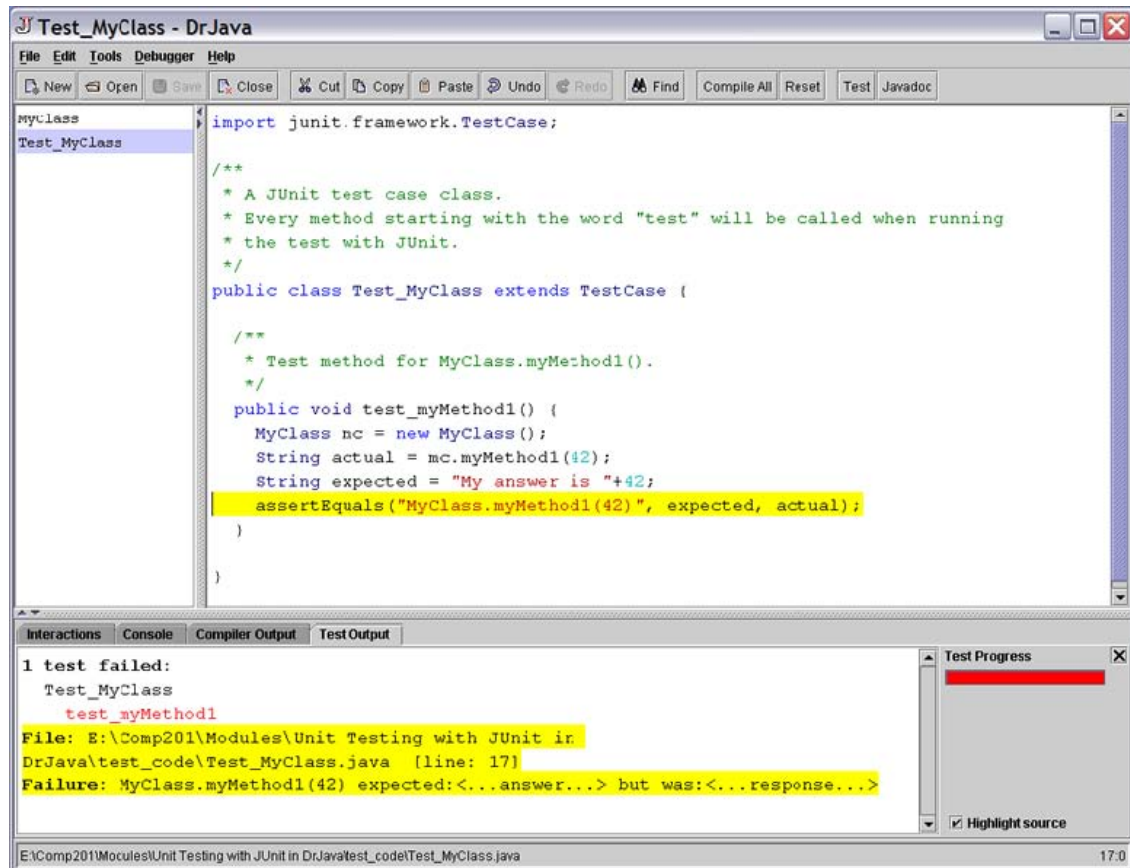 Test_MyClass - DrJava
File Edit Tools Debugger Help
New Open Save Close Cut Copy Paste Undo Redo Find Compile All Reset Test Javadoc
MyClass
Test_MyClass
import junit.framework.TestCase;
/**
* A JUnit test case class.
* Every method starting with the word "test" will be called when running
* the test with JUnit.
*/
public class Test_MyClass extends TestCase {
/**
* Test method for MyClass.myMethod1().
*/
public void test_myMethod1() {
MyClass mc = new MyClass();
String actual = mc.myMethod1(42);
String expected = "My answer is "+42;
assertEquals("MyClass.myMethod1(42)", expected, actual);
}
}
Interactions Console Compiler Output Test Output
1 test failed:
Test_MyClass
test_myMethod1
File: E:\Comp201\Modules\Unit Testing with JUnit in
DrJava\test_code\Test_MyClass.java [line: 17]
Failure: MyClass.myMethod1(42) expected:<...answer...> but was:<...response...>
Test Progress
Highlight source
E:\Comp201\Modules\Unit Testing with JUnit in DrJava\test_code\Test_MyClass.java
17:0